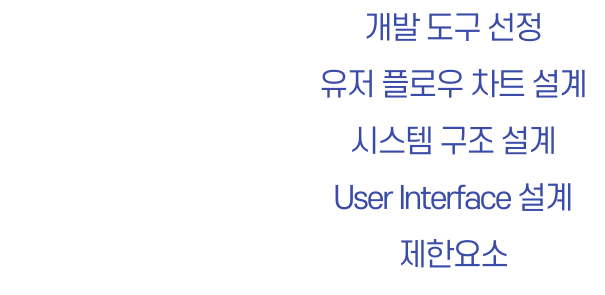 개발 도구 선정
유저 플로우 차트 설계
시스템 구조 설계
User Interface 설계
제한요소